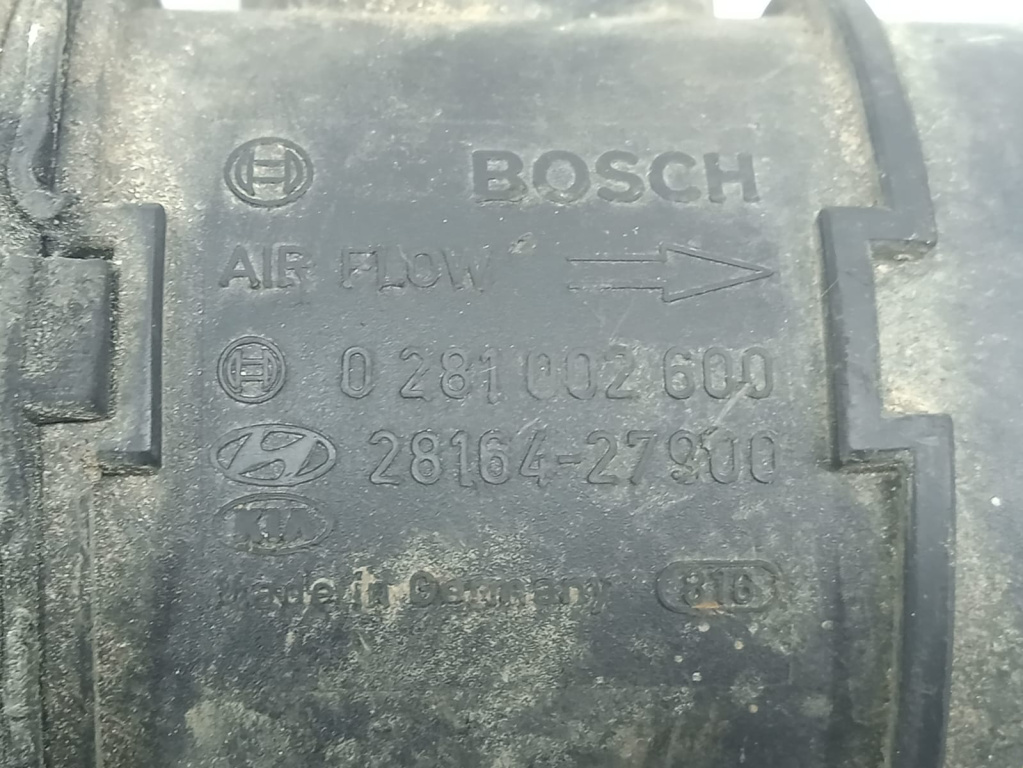 BOSCH
AIR FLOW
0 281 002 600
28164-27900
KIA
Made in Germany 816